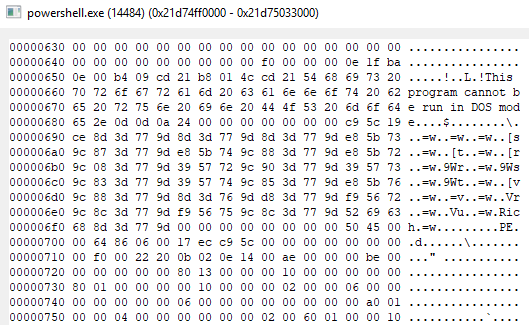 powershell.exe (14484) (0x21d74ff0000 - 0x21d75033000)
00000630 00 00 00 00 00 00 00 00 00 00 00 00 00 00 00 00 ................
00000640 00 00 00 00 00 00 00 00 00 f0 00 00 00 0e 1f ba ................
00000650 0e 00 b4 09 cd 21 b8 01 4c cd 21 54 68 69 73 20 .....!..L.!This
00000660 70 72 6f 67 72 61 6d 20 63 61 6e 6e 6f 74 20 62 program cannot b
00000670 65 20 72 75 6e 20 69 6e 20 44 4f 53 20 6d 6f 64 e run in DOS mod
00000680 65 2e 0d 0d 0a 24 00 00 00 00 00 00 00 c9 5c 19 e....$........\.
00000690 ce 8d 3d 77 9d 8d 3d 77 9d 8d 3d 77 9d e8 5b 73 ..=w..=w..=w..[s
000006a0 9c 87 3d 77 9d e8 5b 74 9c 88 3d 77 9d e8 5b 72 ..=w..[t..=w..[r
000006b0 9c 08 3d 77 9d 39 57 72 9c 90 3d 77 9d 39 57 73 ..=w.9Wr..=w.9Ws
000006c0 9c 83 3d 77 9d 39 57 74 9c 85 3d 77 9d e8 5b 76 ..=w.9Wt..=w..[v
000006d0 9c 88 3d 77 9d 8d 3d 76 9d d8 3d 77 9d f9 56 72 ..=w..=v..=w..Vr
000006e0 9c 8c 3d 77 9d f9 56 75 9c 8c 3d 77 9d 52 69 63 ..=w..Vu..=w.Ric
000006f0 68 8d 3d 77 9d 00 00 00 00 00 00 00 00 50 45 00 h.=w.........PE.
00000700 00 64 86 06 00 17 ec c9 5c 00 00 00 00 00 00 00 .d......\.......
00000710 00 f0 00 22 20 0b 02 0e 14 00 ae 00 00 00 be 00 ..." ...........
00000720 00 00 00 00 00 80 13 00 00 00 00 10 00 00 00 00 ................
00000730 80 01 00 00 00 00 10 00 00 00 02 00 00 06 00 00 ................
00000740 00 00 00 00 00 06 00 00 00 00 00 00 00 00 a0 01 ................
00000750 00 00 04 00 00 00 00 00 00 02 00 60 01 00 00 10 ...........`....